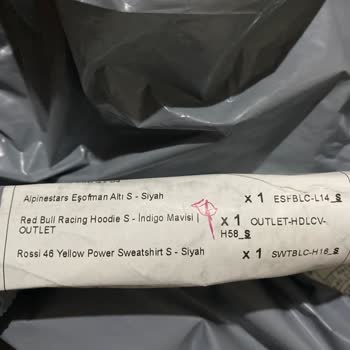 Alpinestars Eşofman Altı S - Siyah x 1 ESFBLC-L14_S
Red Bull Racing Hoodie S - İndigo Mavisi | x 1 OUTLET-HDLCV-
OUTLET H58_S
Rossi 46 Yellow Power Sweatshirt S - Siyah x 1 SWTBLC-H16_S